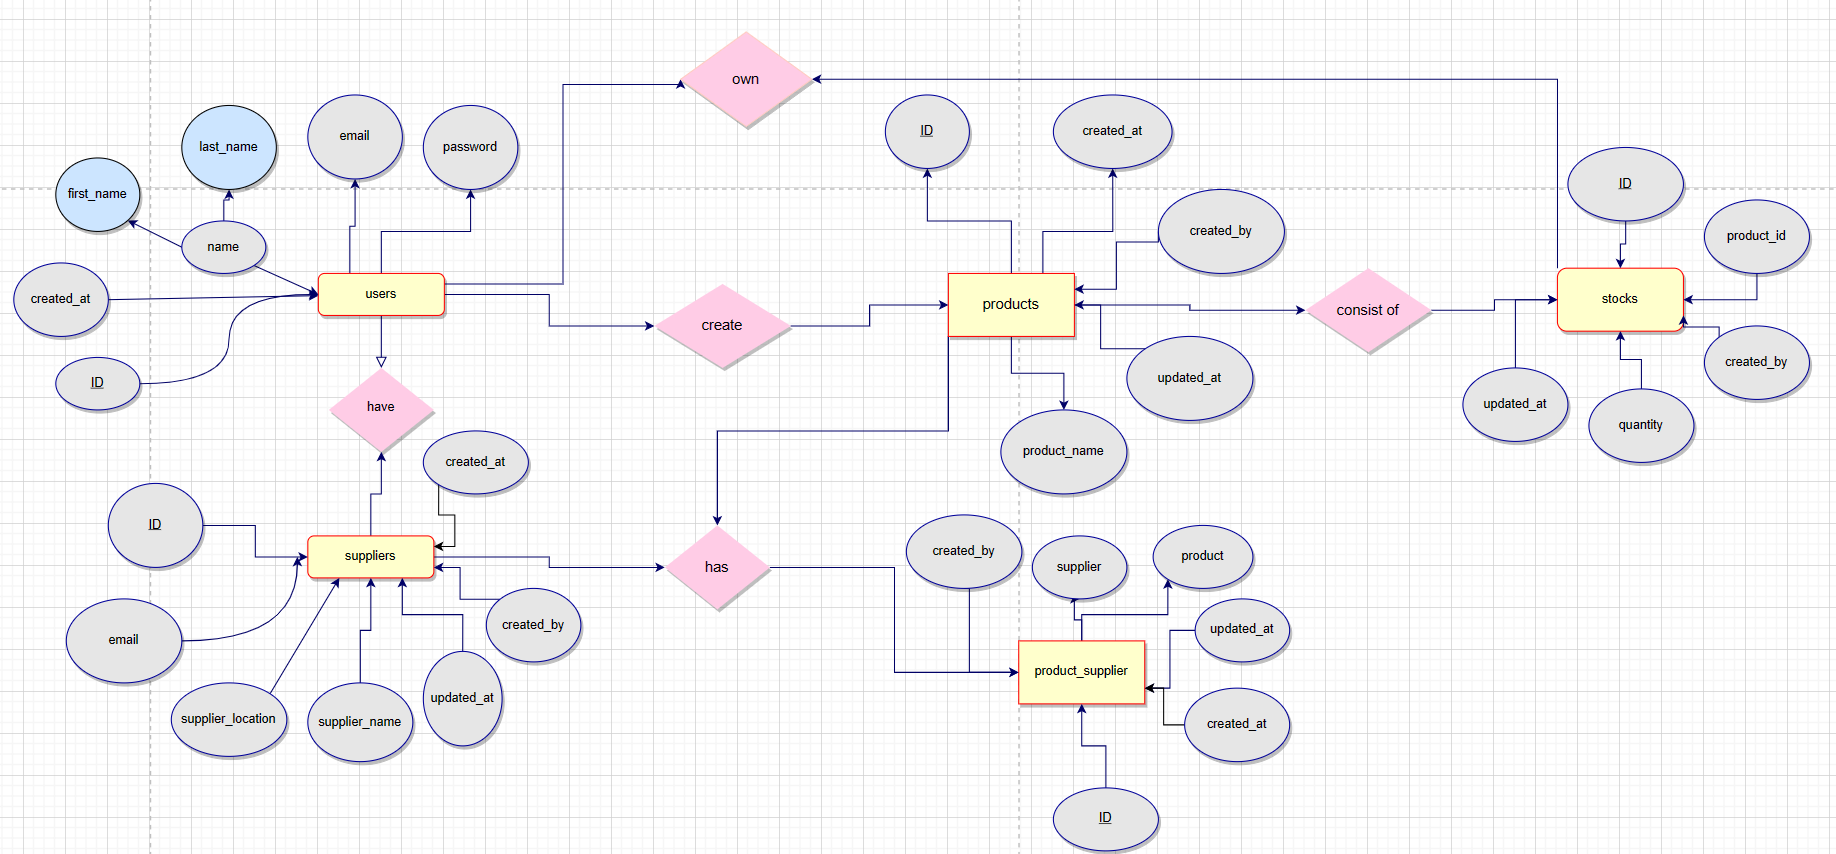 own
ID
created_at
email
password
last_name
first_name
name
created_at
users
ID
create
products
created_by
updated_at
product_name
consist of
ID
product_id
stocks
created_by
updated_at
quantity
have
created_at
ID
suppliers
email
supplier_location
supplier_name
updated_at
created_by
has
created_by
supplier
product
updated_at
product_supplier
created_at
ID